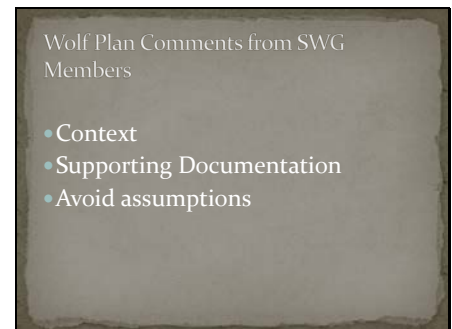 Wolf Plan Comments from SWG
Members
• Context
• Supporting Documentation
• Avoid assumptions